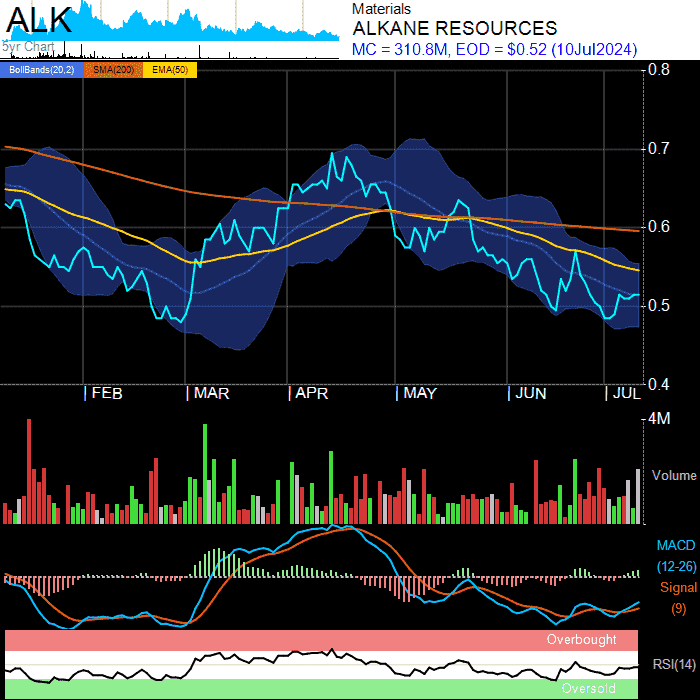 ALK
5yr Chart
Materials
ALKANE RESOURCES
MC = 310.8M, EOD = $0.52 (10Jul2024)
BollBands(20,2) SMA(200) EMA(50)
0.8
0.7
0.6
0.5
0.4
FEB MAR APR MAY JUN JUL
4M
Volume
MACD
(12-26)
Signal
(9)
Overbought
RSI(14)
Oversold